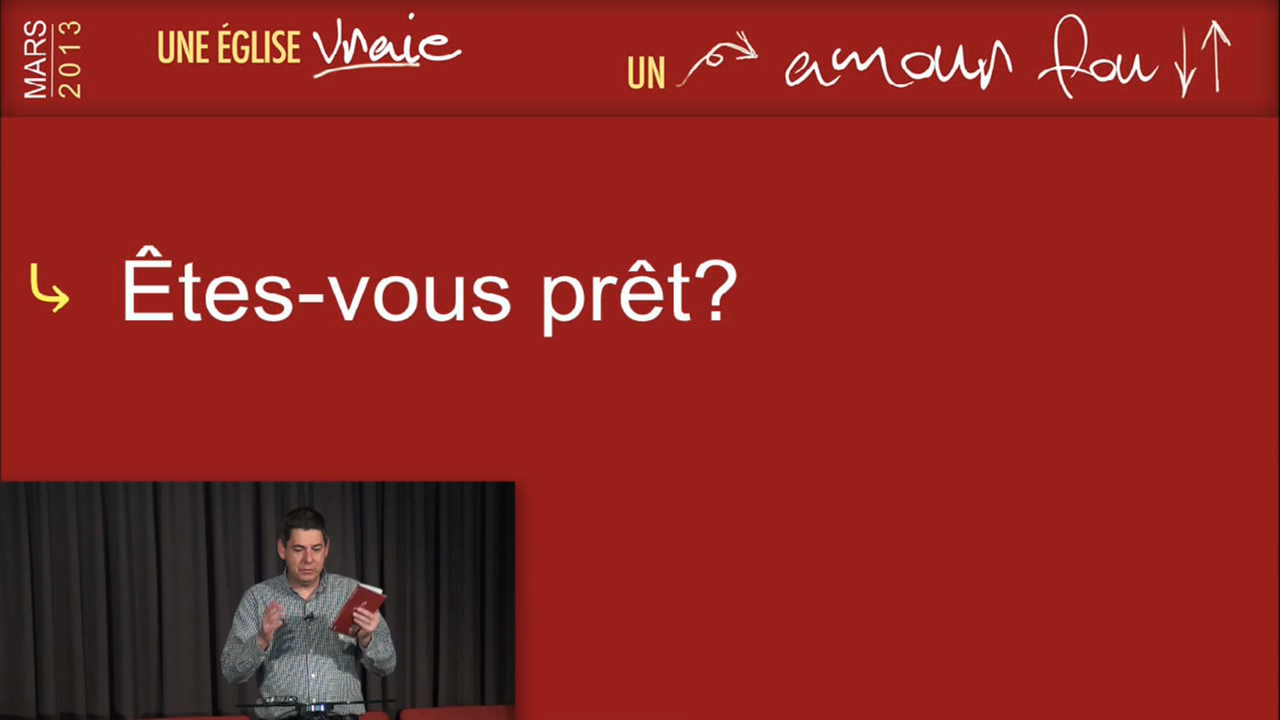 MARS
2013
UNE ÉGLISE vraie
UN amour fou
Êtes-vous prêt?